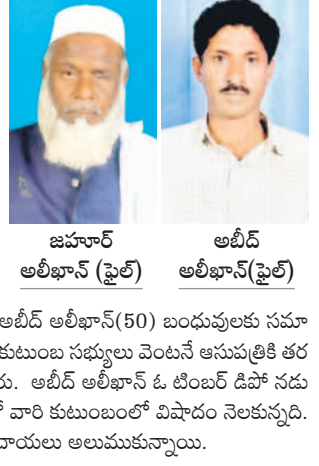 జహూర్
అలీఖాన్ (ఫైల్)
అబీద్
అలీఖాన్(ఫైల్)
అబీద్ అలీఖాన్(50) బంధువులకు సమా
కుటుంబ సభ్యులు వెంటనే ఆసుపత్రికి తర
అబీద్ అలీఖాన్ ఓ టింబర్ డిపో నడు
వారి కుటుంబంలో విషాదం నెలకున్నది.
అలుముకున్నాయి.